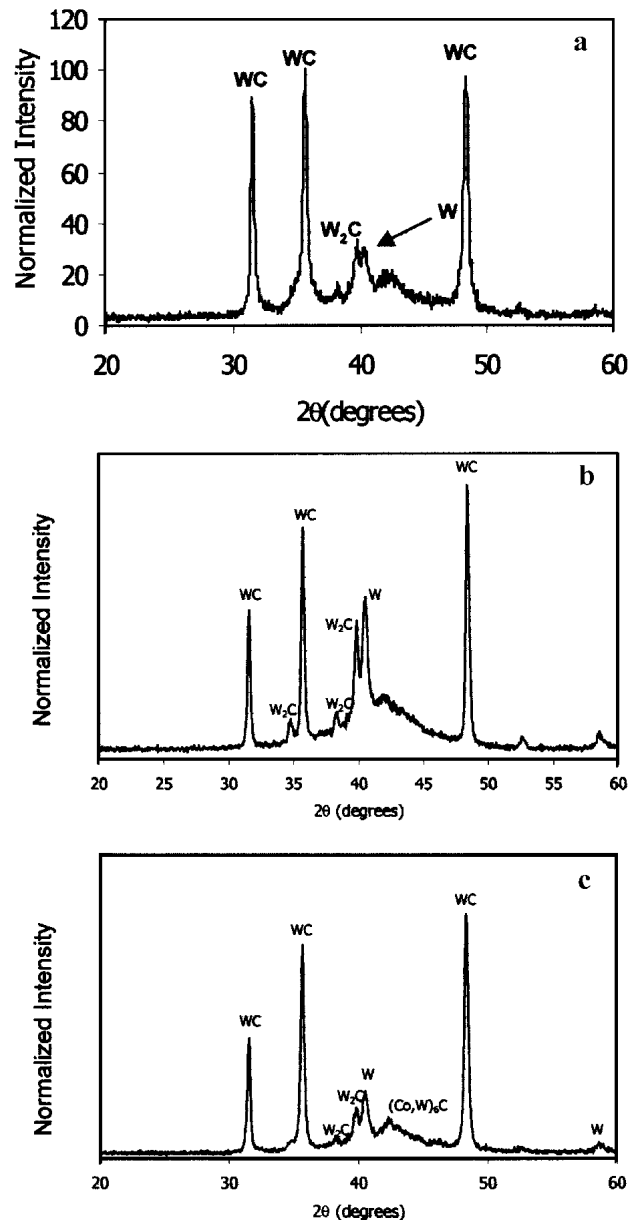 a
120
100
80
60
40
20
0
Normalized Intensity
WC
WC
WC
W₂C
W
20
30
40
50
60
2θ(degrees)
b
Normalized Intensity
WC
W₂C
WC
W₂C
W₂C
W
WC
20
25
30
35
40
45
50
55
60
2θ (degrees)
c
Normalized Intensity
WC
WC
W₂C
W₂C
W
(Co,W)₆C
WC
W
20
30
40
50
60
2θ (degrees)